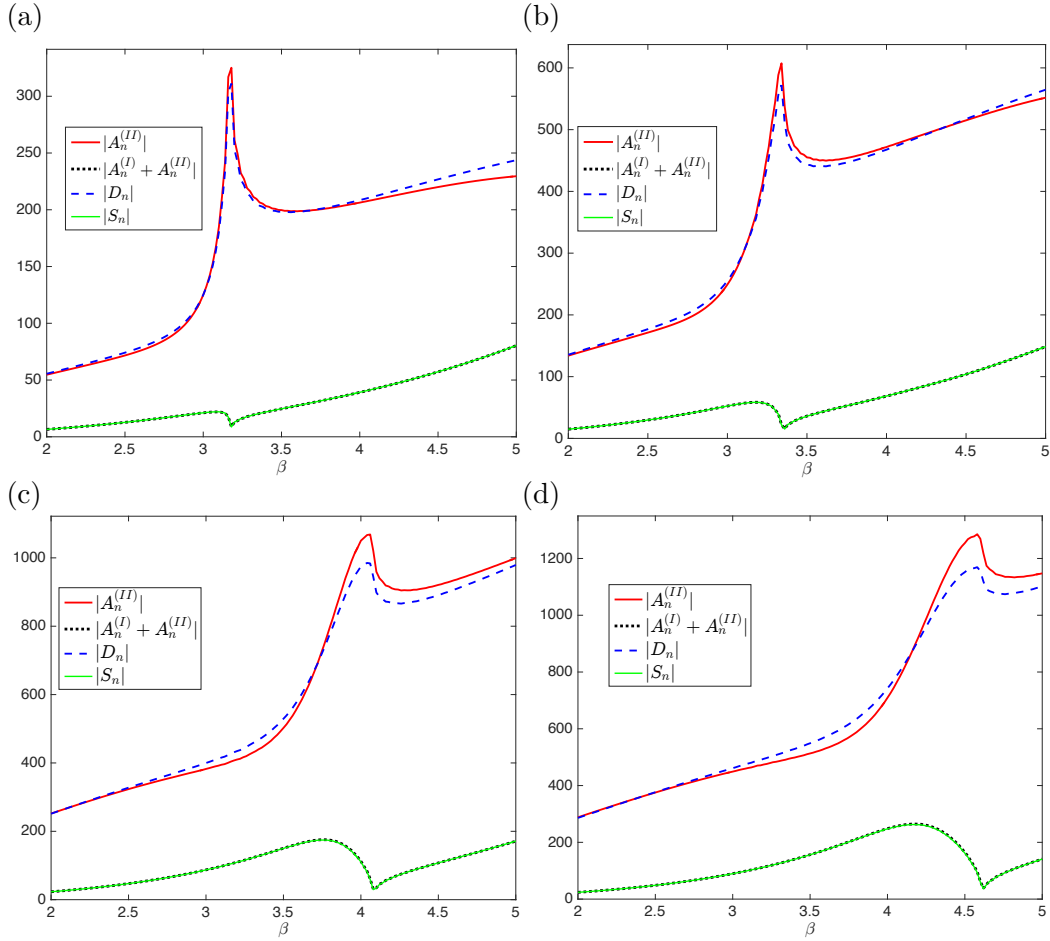 (a)
300
250
200
150
100
50
0
2
2.5
3
3.5
4
4.5
5
β
|A_n^{(II)}|
|A_n^{(I)} + A_n^{(II)}|
|D_n|
|S_n|
(b)
600
500
400
300
200
100
0
2
2.5
3
3.5
4
4.5
5
β
|A_n^{(II)}|
|A_n^{(I)} + A_n^{(II)}|
|D_n|
|S_n|
(c)
1000
800
600
400
200
0
2
2.5
3
3.5
4
4.5
5
β
|A_n^{(II)}|
|A_n^{(I)} + A_n^{(II)}|
|D_n|
|S_n|
(d)
1200
1000
800
600
400
200
0
2
2.5
3
3.5
4
4.5
5
β
|A_n^{(II)}|
|A_n^{(I)} + A_n^{(II)}|
|D_n|
|S_n|